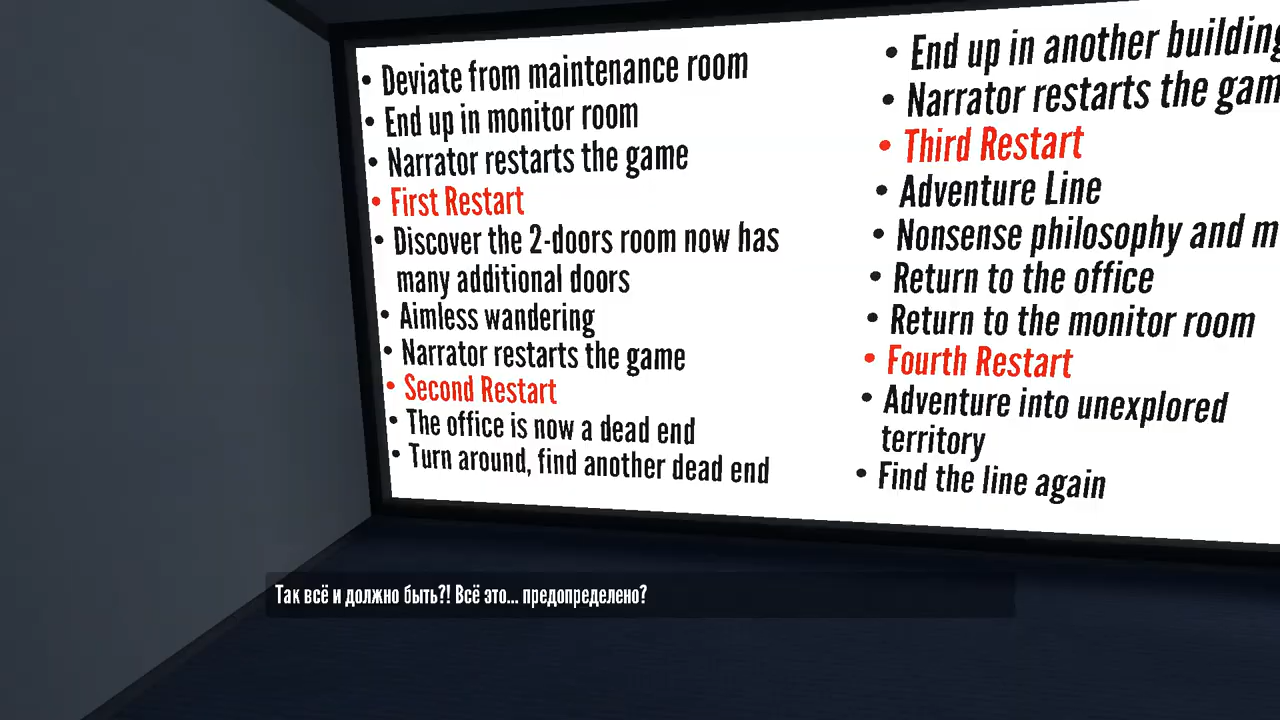 • Deviate from maintenance room
• End up in monitor room
• Narrator restarts the game
• First Restart
• Discover the 2-doors room now has
many additional doors
• Aimless wandering
• Narrator restarts the game
• Second Restart
• The office is now a dead end
• Turn around, find another dead end
• End up in another building
• Narrator restarts the gam
• Third Restart
• Adventure Line
• Nonsense philosophy and m
• Return to the office
• Return to the monitor room
• Fourth Restart
• Adventure into unexplored
territory
• Find the line again
Так всё и должно быть?! Всё это... предопределено?